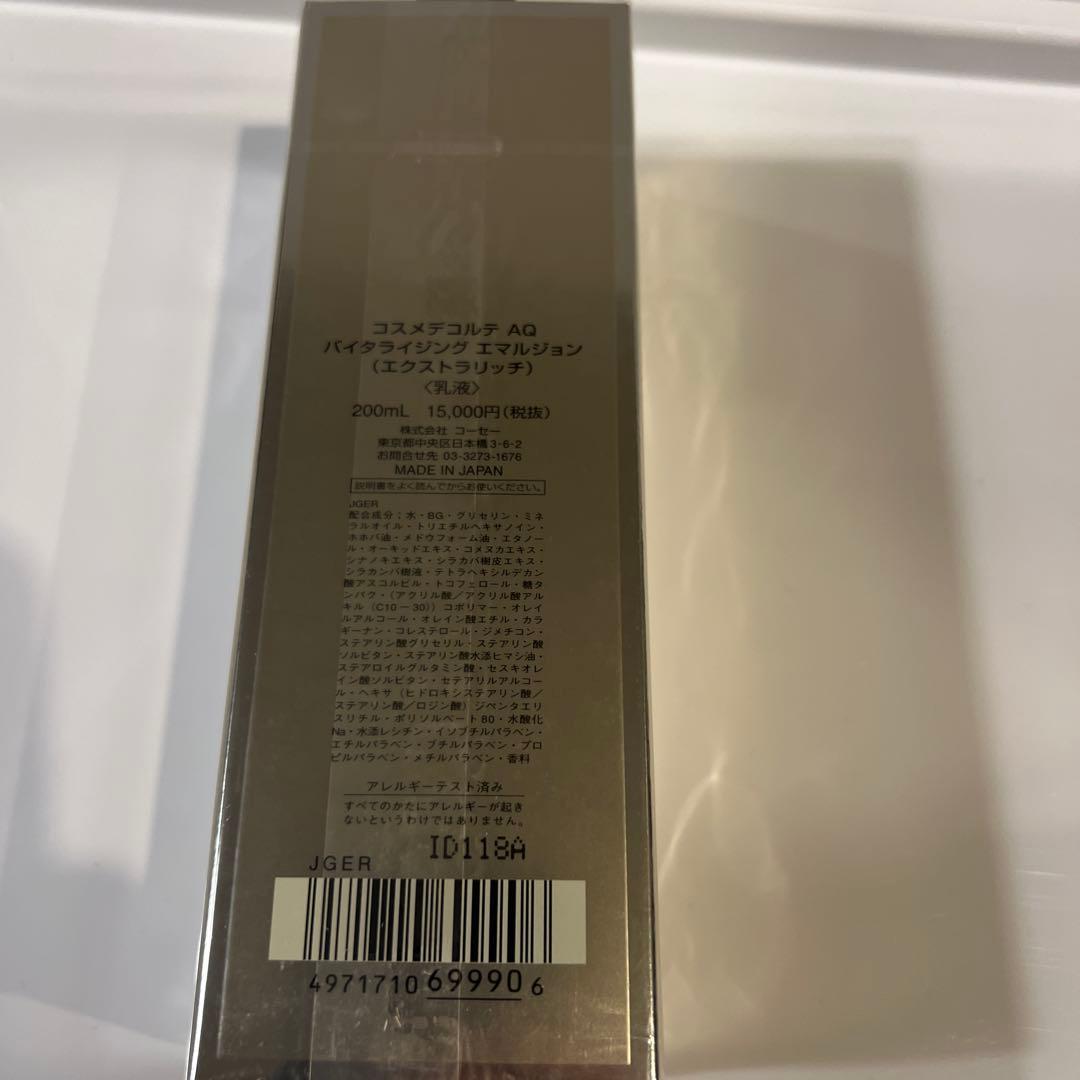 コスメデコルテ AQ
バイタライジング エマルジョン
（エクストラリッチ）
〈乳液〉
200mL 15,000円(税抜)
株式会社 コーセー
東京都中央区日本橋3-6-2
お問合せ先 03-3273-1676
MADE IN JAPAN
説明書をよく読んでからお使いください。
JGER
配合成分；水・BG・グリセリン・ミネ
ラルオイル・トリエチルヘキサノイン・
ホホバ油・メドウフォーム油・エタノー
ル・オーキッドエキス・コメヌカエキス・
シナノキエキス・シラカバ樹皮エキス・
シラカンバ樹液・テトラヘキシルデカン
酸アスコルビル・トコフェロール・糖タ
ンパク・（アクリル酸／アクリル酸アル
キル（C10－30））コポリマー・オレイ
ルアルコール・オレイン酸エチル・カラ
ギーナン・コレステロール・ジメチコン・
ステアリン酸グリセリル・ステアリン酸
ソルビタン・ステアリン酸水添ヒマシ油・
ステアロイルグルタミン酸・セスキオレ
イン酸ソルビタン・セテアリルアルコー
ル・ヘキサ（ヒドロキシステアリン酸／
ステアリン酸／ロジン酸）ジペンタエリ
スリチル・ポリソルベート80・水酸化
Na・水添レシチン・イソブチルパラベン・
エチルパラベン・ブチルパラベン・プロ
ピルパラベン・メチルパラベン・香料
アレルギーテスト済み
すべてのかたにアレルギーが起き
ないというわけではありません。
ID118A
JGER
4971710 69990 6